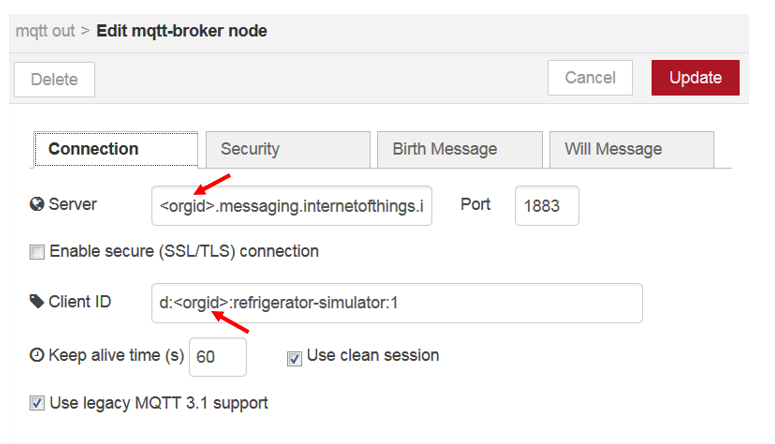 mqtt out > Edit mqtt-broker node
Delete Cancel Update
Connection Security Birth Message Will Message
Server <orgid>.messaging.internetofthings.i Port 1883
Enable secure (SSL/TLS) connection
Client ID d:<orgid>:refrigerator-simulator:1
Keep alive time (s) 60 Use clean session
Use legacy MQTT 3.1 support